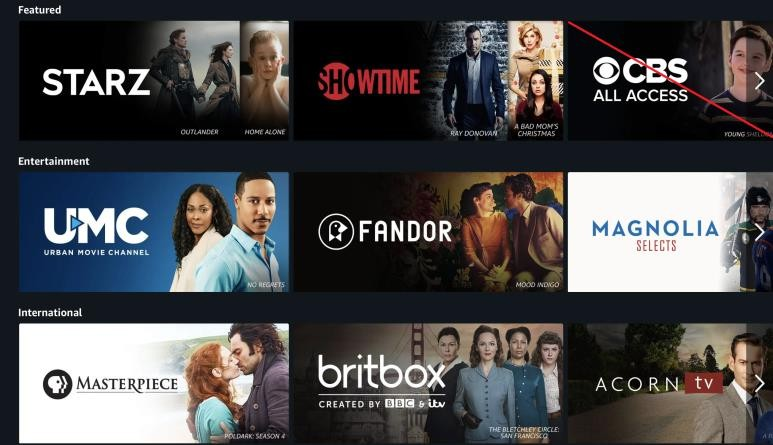 Featured
STARZ
OUTLANDER
HOME ALONE
SHOWTIME
RAY DONOVAN
A BAD MOM'S
CHRISTMAS
CBS
ALL ACCESS
YOUNG SHELDON
Entertainment
UMC
URBAN MOVIE CHANNEL
NO REGRETS
FANDOR
MOOD INDIGO
MAGNOLIA
SELECTS
International
MASTERPIECE
POLDARK: SEASON 4
britbox
CREATED BY BBC & itv
THE BLETCHLEY CIRCLE:
SAN FRANCISCO
ACORN tv